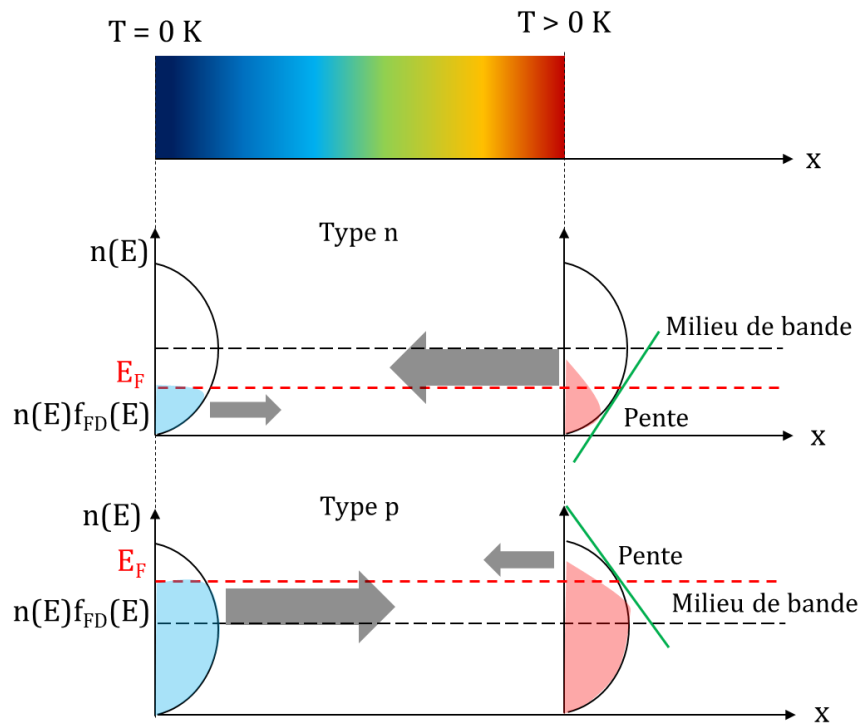 T = 0 K
T > 0 K
x
Type n
n(E)
Milieu de bande
E_F
n(E)f_FD(E)
Pente
x
Type p
n(E)
E_F
Pente
n(E)f_FD(E)
Milieu de bande
x